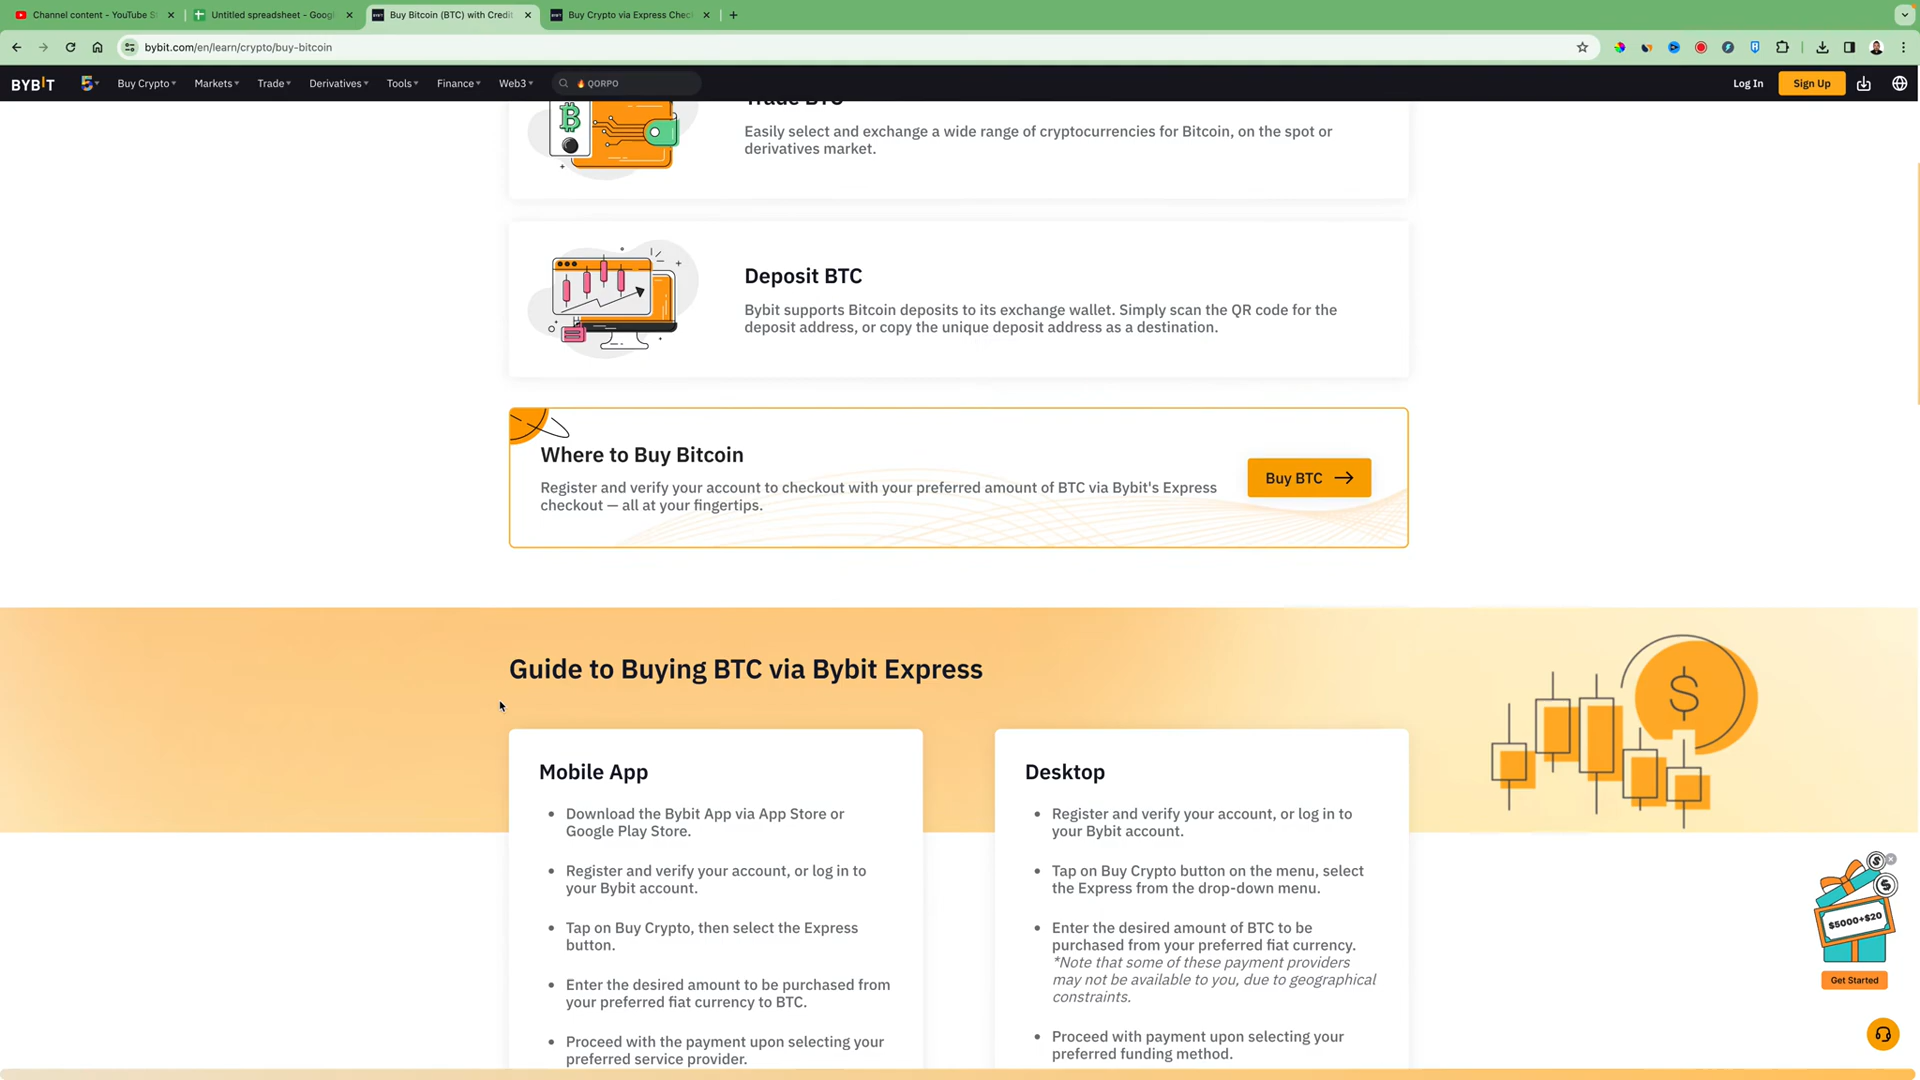 Channel content - YouTube S
Untitled spreadsheet - Googl
Buy Bitcoin (BTC) with Credit
Buy Crypto via Express Chec
bybit.com/en/learn/crypto/buy-bitcoin
BYBIT
Buy Crypto
Markets
Trade
Derivatives
Tools
Finance
Web3
QORPO
Log In
Sign Up
Trade BTC
Easily select and exchange a wide range of cryptocurrencies for Bitcoin, on the spot or
derivatives market.
Deposit BTC
Bybit supports Bitcoin deposits to its exchange wallet. Simply scan the QR code for the
deposit address, or copy the unique deposit address as a destination.
Where to Buy Bitcoin
Register and verify your account to checkout with your preferred amount of BTC via Bybit's Express
checkout — all at your fingertips.
Buy BTC
Guide to Buying BTC via Bybit Express
Mobile App
• Download the Bybit App via App Store or
Google Play Store.
• Register and verify your account, or log in to
your Bybit account.
• Tap on Buy Crypto, then select the Express
button.
• Enter the desired amount to be purchased from
your preferred fiat currency to BTC.
• Proceed with the payment upon selecting your
preferred service provider.
Desktop
• Register and verify your account, or log in to
your Bybit account.
• Tap on Buy Crypto button on the menu, select
the Express from the drop-down menu.
• Enter the desired amount of BTC to be
purchased from your preferred fiat currency.
*Note that some of these payment providers
may not be available to you, due to geographical
constraints.
• Proceed with payment upon selecting your
preferred funding method.
$5000+$20
Get Started